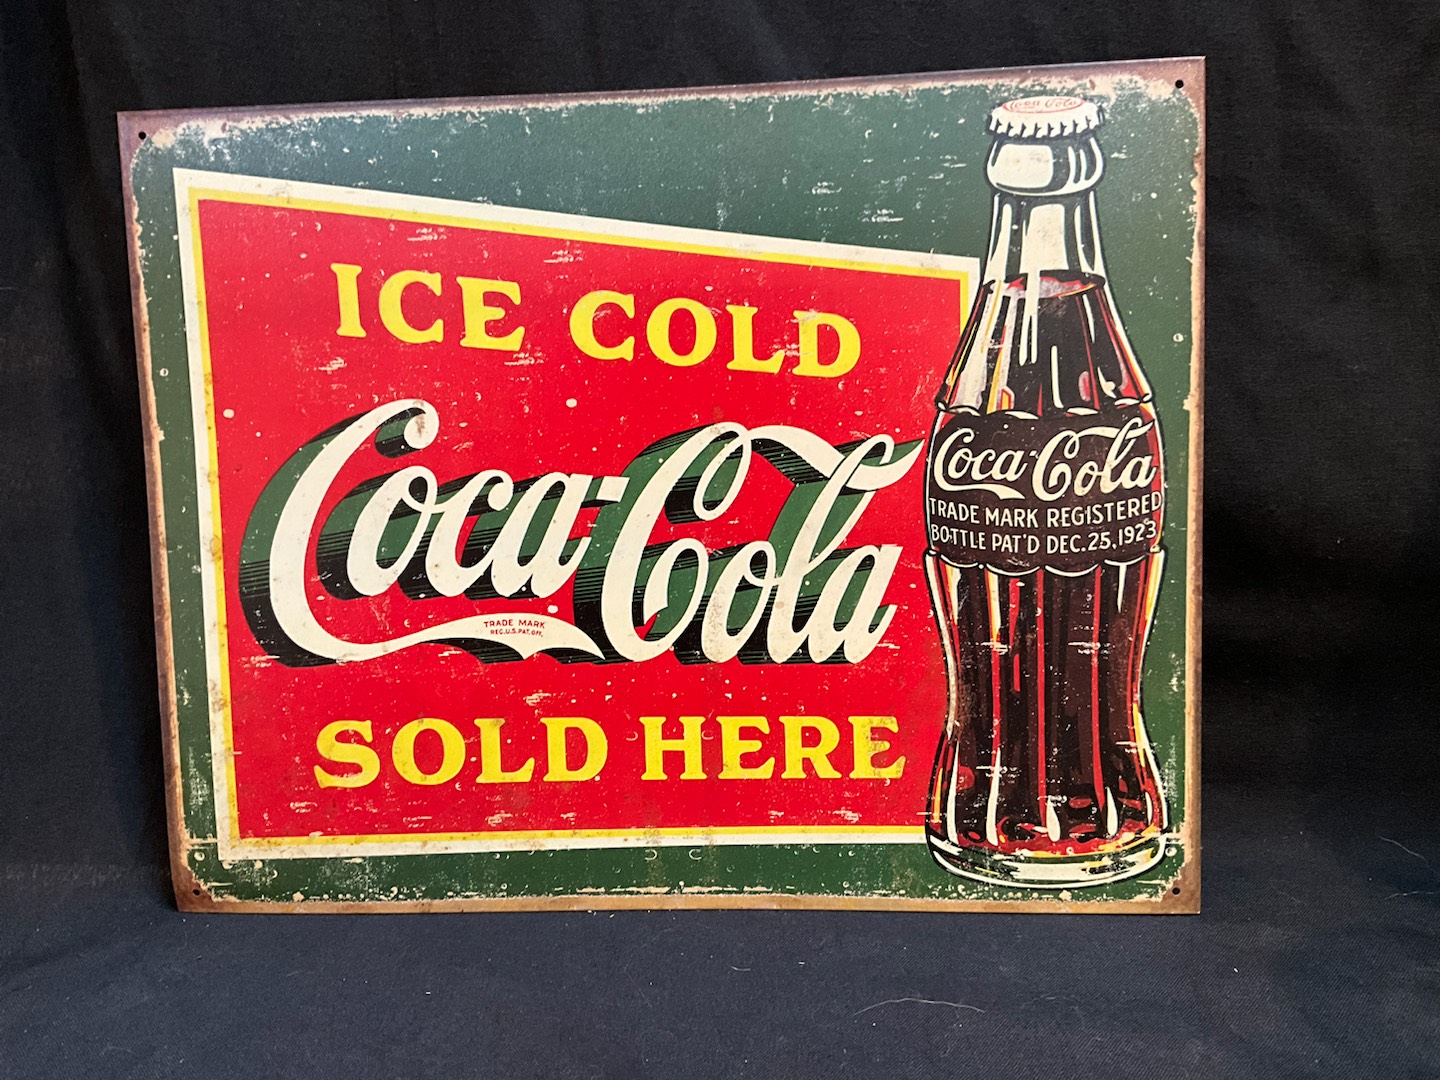 Coca-Cola
ICE COLD
Coca-Cola
TRADE MARK
REG.U.S.PAT.OFF.
SOLD HERE
Coca-Cola
TRADE MARK REGISTERED
BOTTLE PAT'D DEC.25,1923